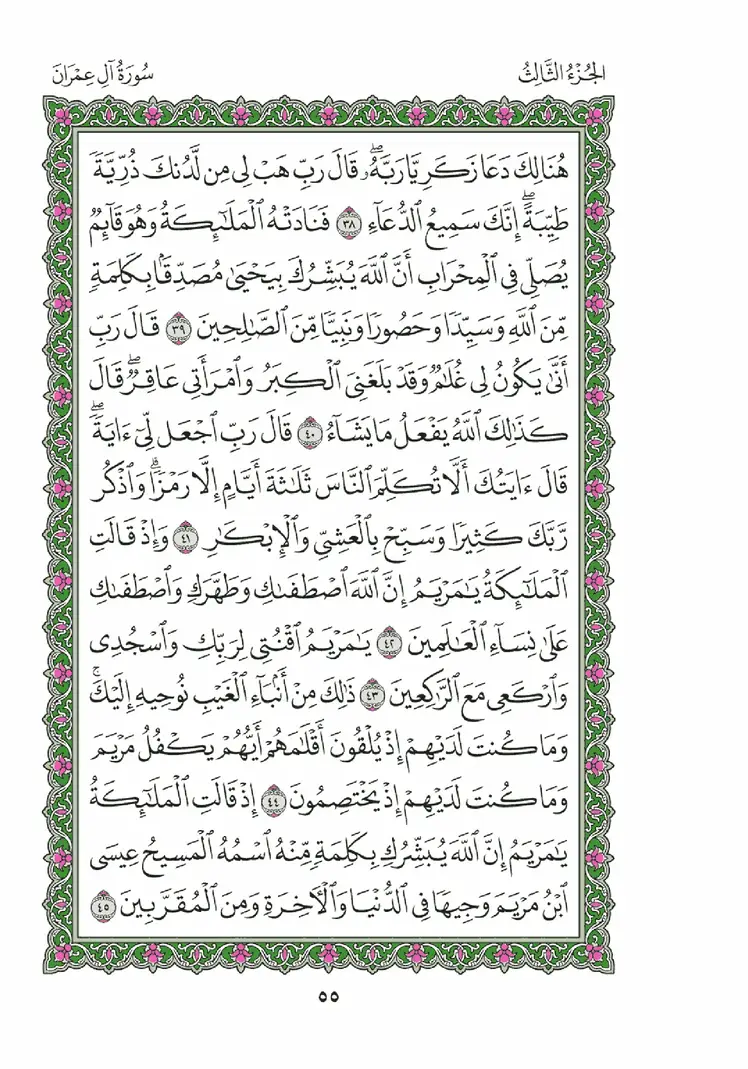 الجُزْءُ الثَّالِثُ
سُورَةُ آلِ عِمْرَانَ
هُنَالِكَ دَعَا زَكَرِيَّا رَبَّهُۥۖ قَالَ رَبِّ هَبْ لِى مِن لَّدُنكَ ذُرِّيَّةً
طَيِّبَةًۖ إِنَّكَ سَمِيعُ ٱلدُّعَآءِ ٣٨ فَنَادَتْهُ ٱلْمَلَٰٓئِكَةُ وَهُوَ قَآئِمٌ
يُصَلِّى فِى ٱلْمِحْرَابِ أَنَّ ٱللَّهَ يُبَشِّرُكَ بِيَحْيَىٰ مُصَدِّقًۢا بِكَلِمَةٍ
مِّنَ ٱللَّهِ وَسَيِّدًا وَحَصُورًا وَنَبِيًّا مِّنَ ٱلصَّٰلِحِينَ ٣٩ قَالَ رَبِّ
أَنَّىٰ يَكُونُ لِى غُلَٰمٌ وَقَدْ بَلَغَنِىَ ٱلْكِبَرُ وَٱمْرَأَتِى عَاقِرٌۖ قَالَ
كَذَٰلِكَ ٱللَّهُ يَفْعَلُ مَا يَشَآءُ ٤٠ قَالَ رَبِّ ٱجْعَل لِّىٓ ءَايَةًۖ
قَالَ ءَايَتُكَ أَلَّا تُكَلِّمَ ٱلنَّاسَ ثَلَٰثَةَ أَيَّامٍ إِلَّا رَمْزًاۗ وَٱذْكُر
رَّبَّكَ كَثِيرًا وَسَبِّحْ بِٱلْعَشِىِّ وَٱلْإِبْكَٰرِ ٤١ وَإِذْ قَالَتِ
ٱلْمَلَٰٓئِكَةُ يَٰمَرْيَمُ إِنَّ ٱللَّهَ ٱصْطَفَىٰكِ وَطَهَّرَكِ وَٱصْطَفَىٰكِ
عَلَىٰ نِسَآءِ ٱلْعَٰلَمِينَ ٤٢ يَٰمَرْيَمُ ٱقْنُتِى لِرَبِّكِ وَٱسْجُدِى
وَٱرْكَعِى مَعَ ٱلرَّٰكِعِينَ ٤٣ ذَٰلِكَ مِنْ أَنۢبَآءِ ٱلْغَيْبِ نُوحِيهِ إِلَيْكَۚ
وَمَا كُنتَ لَدَيْهِمْ إِذْ يُلْقُونَ أَقْلَٰمَهُمْ أَيُّهُمْ يَكْفُلُ مَرْيَمَ
وَمَا كُنتَ لَدَيْهِمْ إِذْ يَخْتَصِمُونَ ٤٤ إِذْ قَالَتِ ٱلْمَلَٰٓئِكَةُ
يَٰمَرْيَمُ إِنَّ ٱللَّهَ يُبَشِّرُكِ بِكَلِمَةٍ مِّنْهُ ٱسْمُهُ ٱلْمَسِيحُ عِيسَى
ٱبْنُ مَرْيَمَ وَجِيهًا فِى ٱلدُّنْيَا وَٱلْأٓخِرَةِ وَمِنَ ٱلْمُقَرَّبِينَ ٤٥
٥٥